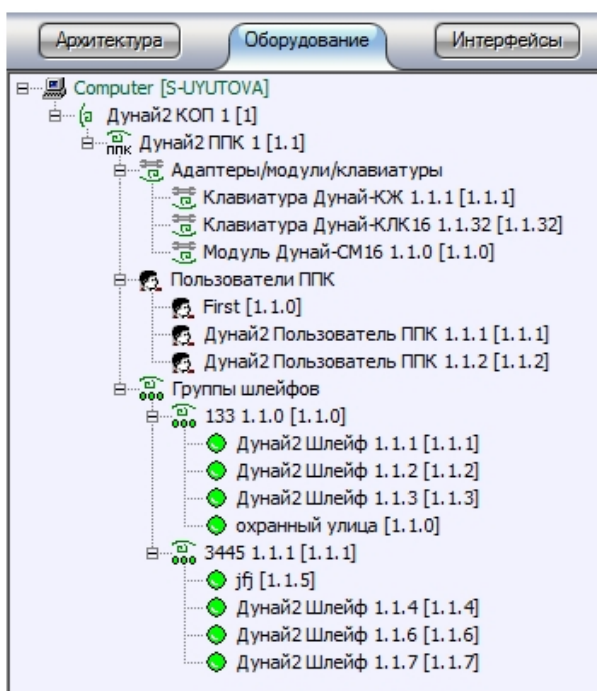 Архитектура Оборудование Интерфейсы
Computer [S-UYUTOVA]
Дунай2 КОП 1 [1]
ппк Дунай2 ППК 1 [1.1]
Адаптеры/модули/клавиатуры
Клавиатура Дунай-КЖ 1.1.1 [1.1.1]
Клавиатура Дунай-КЛК16 1.1.32 [1.1.32]
Модуль Дунай-СМ16 1.1.0 [1.1.0]
Пользователи ППК
First [1.1.0]
Дунай2 Пользователь ППК 1.1.1 [1.1.1]
Дунай2 Пользователь ППК 1.1.2 [1.1.2]
Группы шлейфов
133 1.1.0 [1.1.0]
Дунай2 Шлейф 1.1.1 [1.1.1]
Дунай2 Шлейф 1.1.2 [1.1.2]
Дунай2 Шлейф 1.1.3 [1.1.3]
охранный улица [1.1.0]
3445 1.1.1 [1.1.1]
jfj [1.1.5]
Дунай2 Шлейф 1.1.4 [1.1.4]
Дунай2 Шлейф 1.1.6 [1.1.6]
Дунай2 Шлейф 1.1.7 [1.1.7]